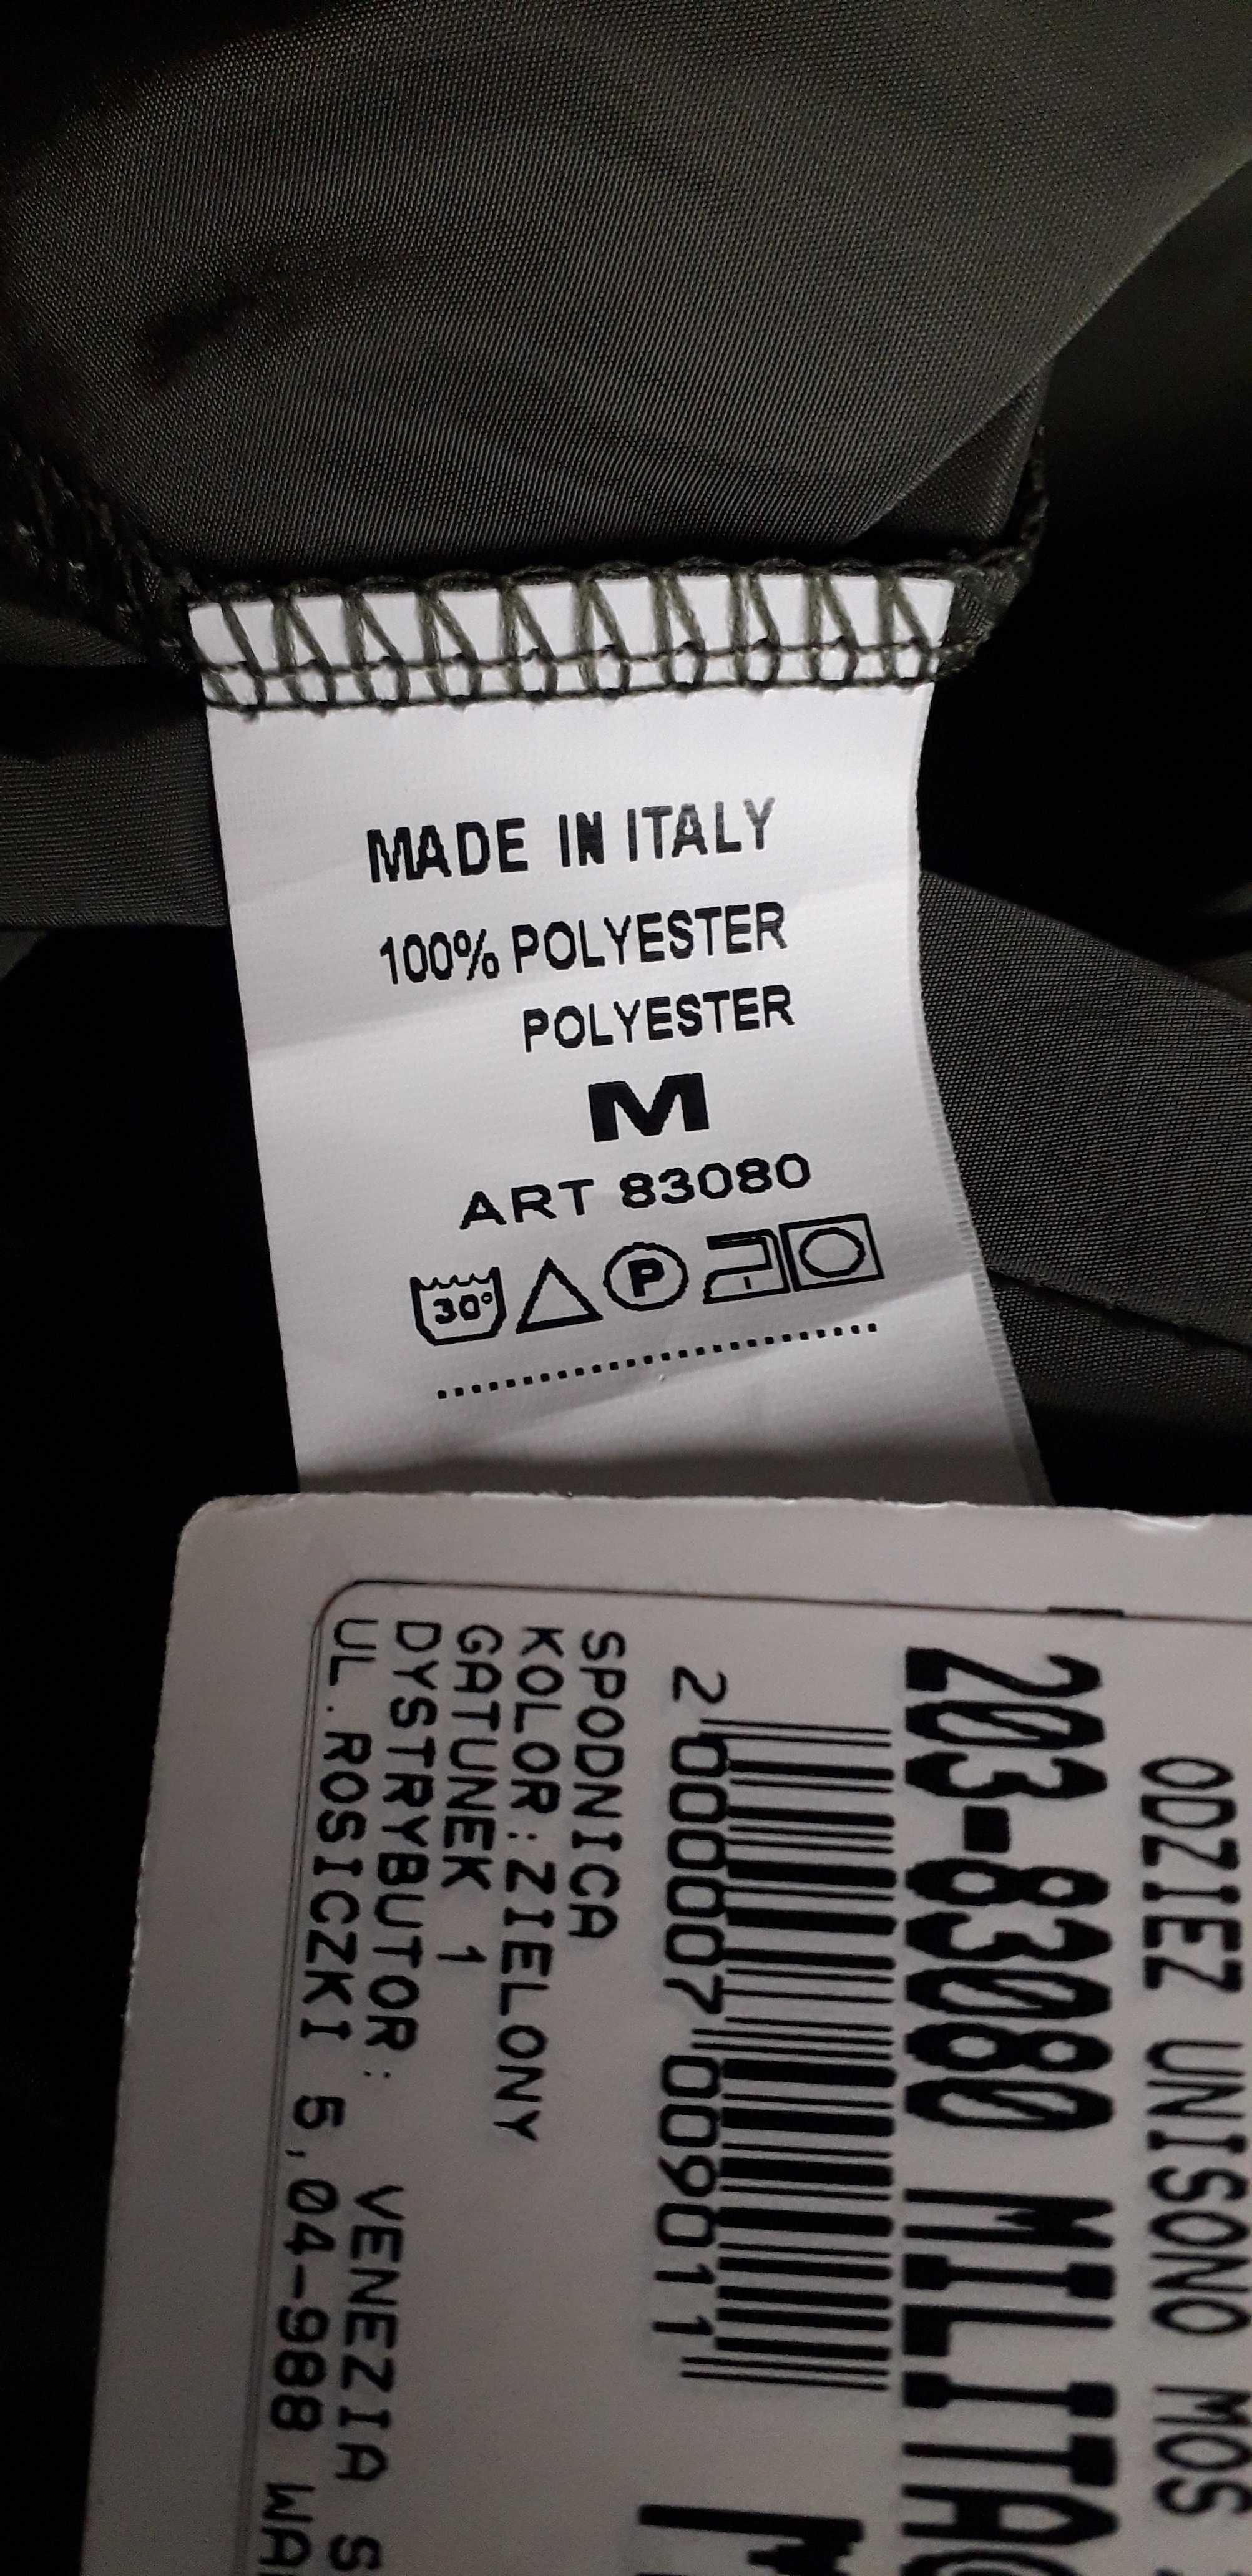 MADE IN ITALY
100% POLYESTER
POLYESTER
M
ART 83080
30° P
ODZIEZ UNISONO MOS
203-83080 MILITA
2 000007 009011
M
SPODNICA
KOLOR:ZIELONY
GATUNEK 1
DYSTRYBUTOR: VENEZIA S
UL.ROSICZKI 5,04-988 WA